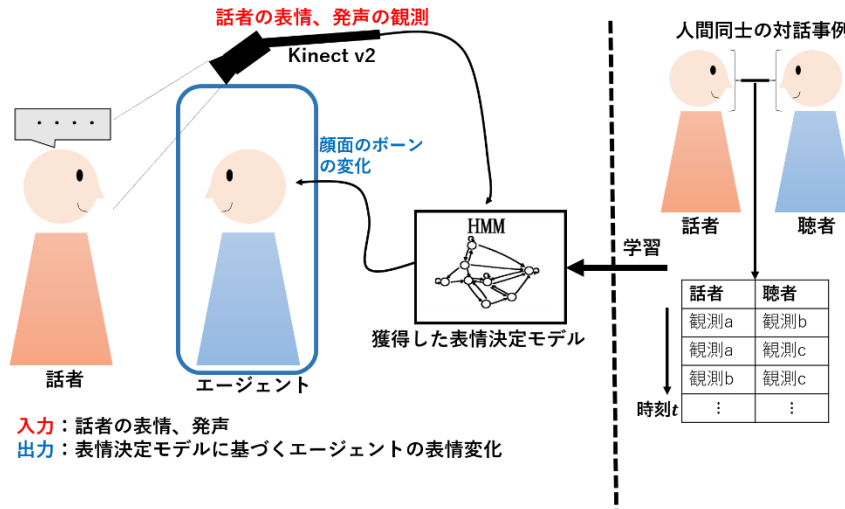 話者の表情、発声の観測
Kinect v2
・・・・
顔面のボーン
の変化
HMM
獲得した表情決定モデル
話者
エージェント
入力：話者の表情、発声
出力：表情決定モデルに基づくエージェントの表情変化
人間同士の対話事例
話者 聴者
学習
話者 聴者
観測a 観測b
観測a 観測c
観測b 観測c
⋮ ⋮
時刻t